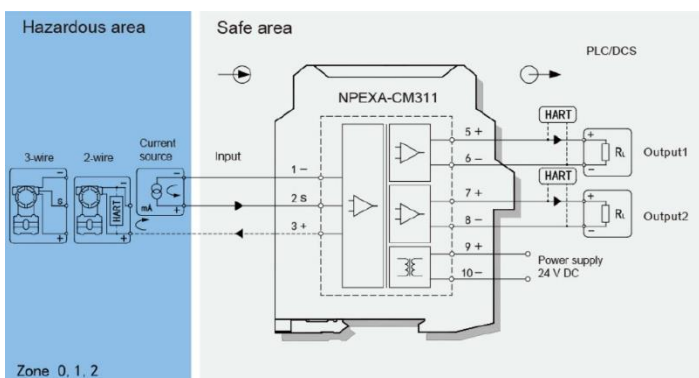 Hazardous area
Safe area
PLC/DCS
NPEXA-CM311
HART
5 +
6 −
+
RL
−
Output1
3-wire
2-wire
Current
source
Input
−
s
+
−
HART
+
−
mA
+
1 −
2 s
3 +
HART
7 +
8 −
+
RL
−
Output2
9 +
10 −
Power supply
24 V DC
Zone 0, 1, 2